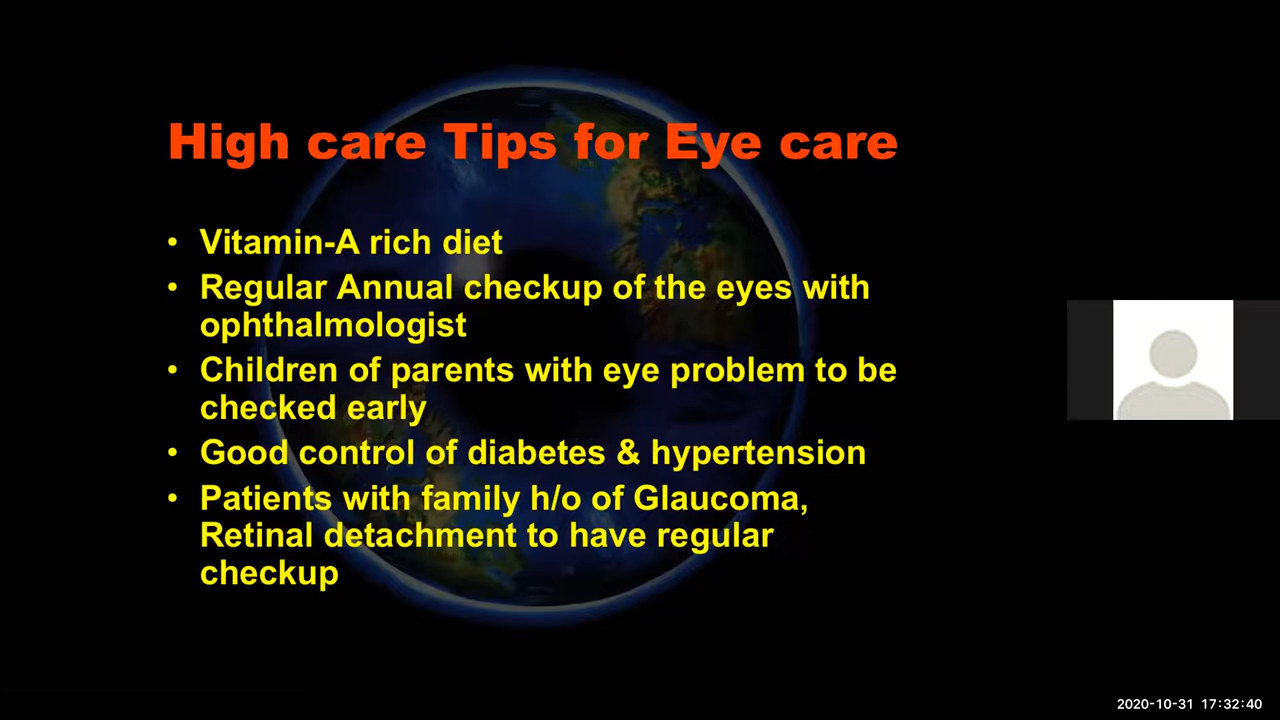 High care Tips for Eye care
• Vitamin-A rich diet
• Regular Annual checkup of the eyes with
ophthalmologist
• Children of parents with eye problem to be
checked early
• Good control of diabetes & hypertension
• Patients with family h/o of Glaucoma,
Retinal detachment to have regular
checkup
2020-10-31 17:32:40